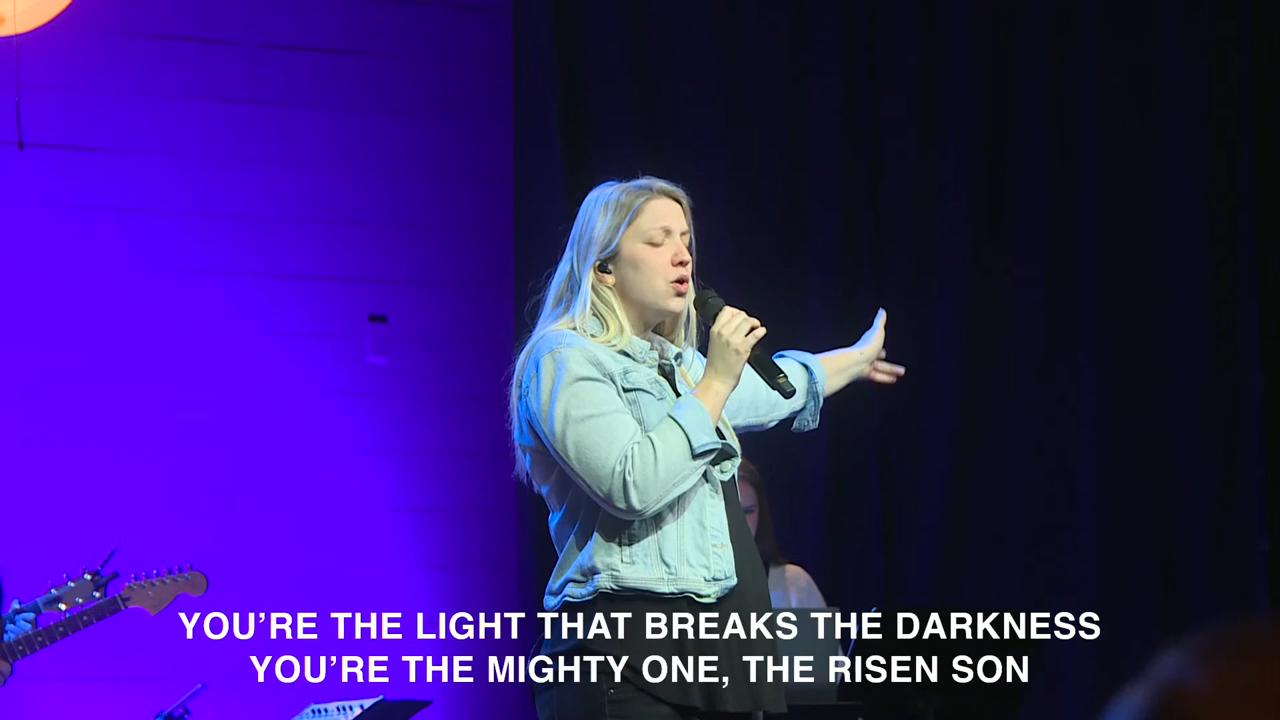 YOU’RE THE LIGHT THAT BREAKS THE DARKNESS
YOU’RE THE MIGHTY ONE, THE RISEN SON